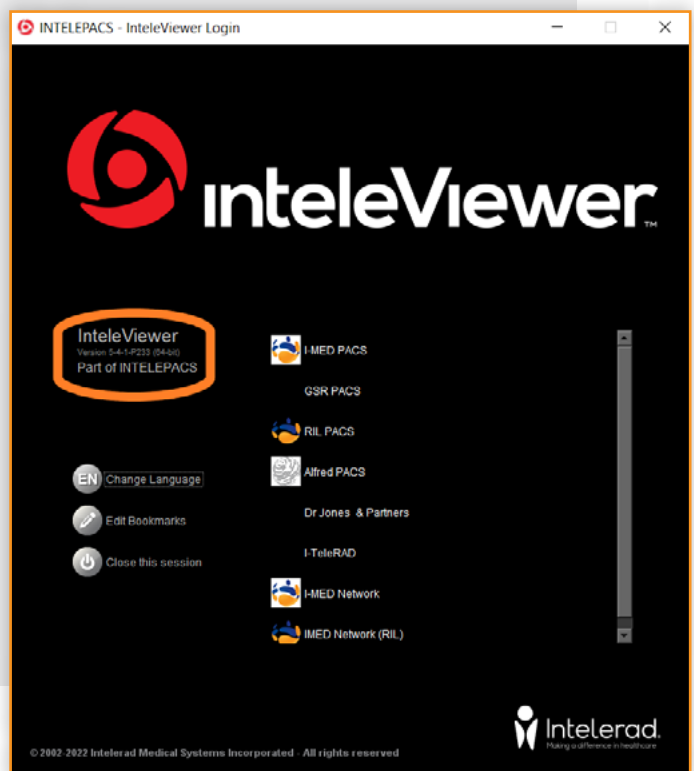 INTELEPACS - InteleViewer Login
InteleViewer™
InteleViewer
Version 5-4-1-P233 (64-bit)
Part of INTELEPACS
EN Change Language
Edit Bookmarks
Close this session
I-MED PACS
GSR PACS
RIL PACS
Alfred PACS
Dr Jones & Partners
I-TeleRAD
I-MED Network
IMED Network (RIL)
Intelerad.
Making a difference in healthcare
© 2002-2022 Intelerad Medical Systems Incorporated - All rights reserved